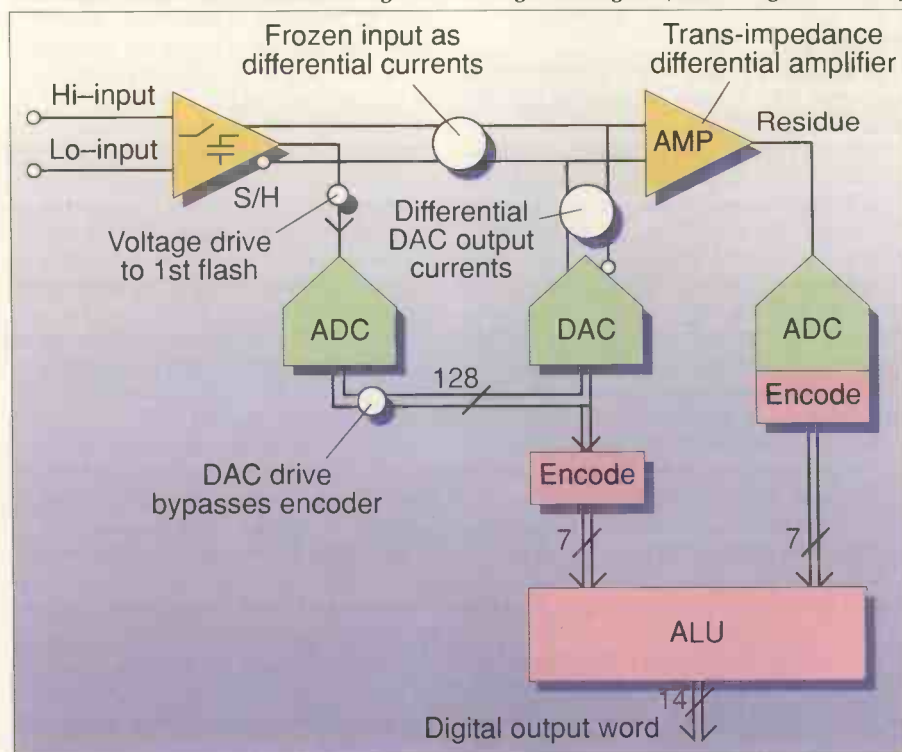 Frozen input as
differential currents
Trans-impedance
differential amplifier
Hi–input
Lo–input
S/H
AMP
Residue
Voltage drive
to 1st flash
Differential
DAC output
currents
ADC
DAC
ADC
Encode
128
DAC drive
bypasses encoder
Encode
7
7
ALU
14
Digital output word